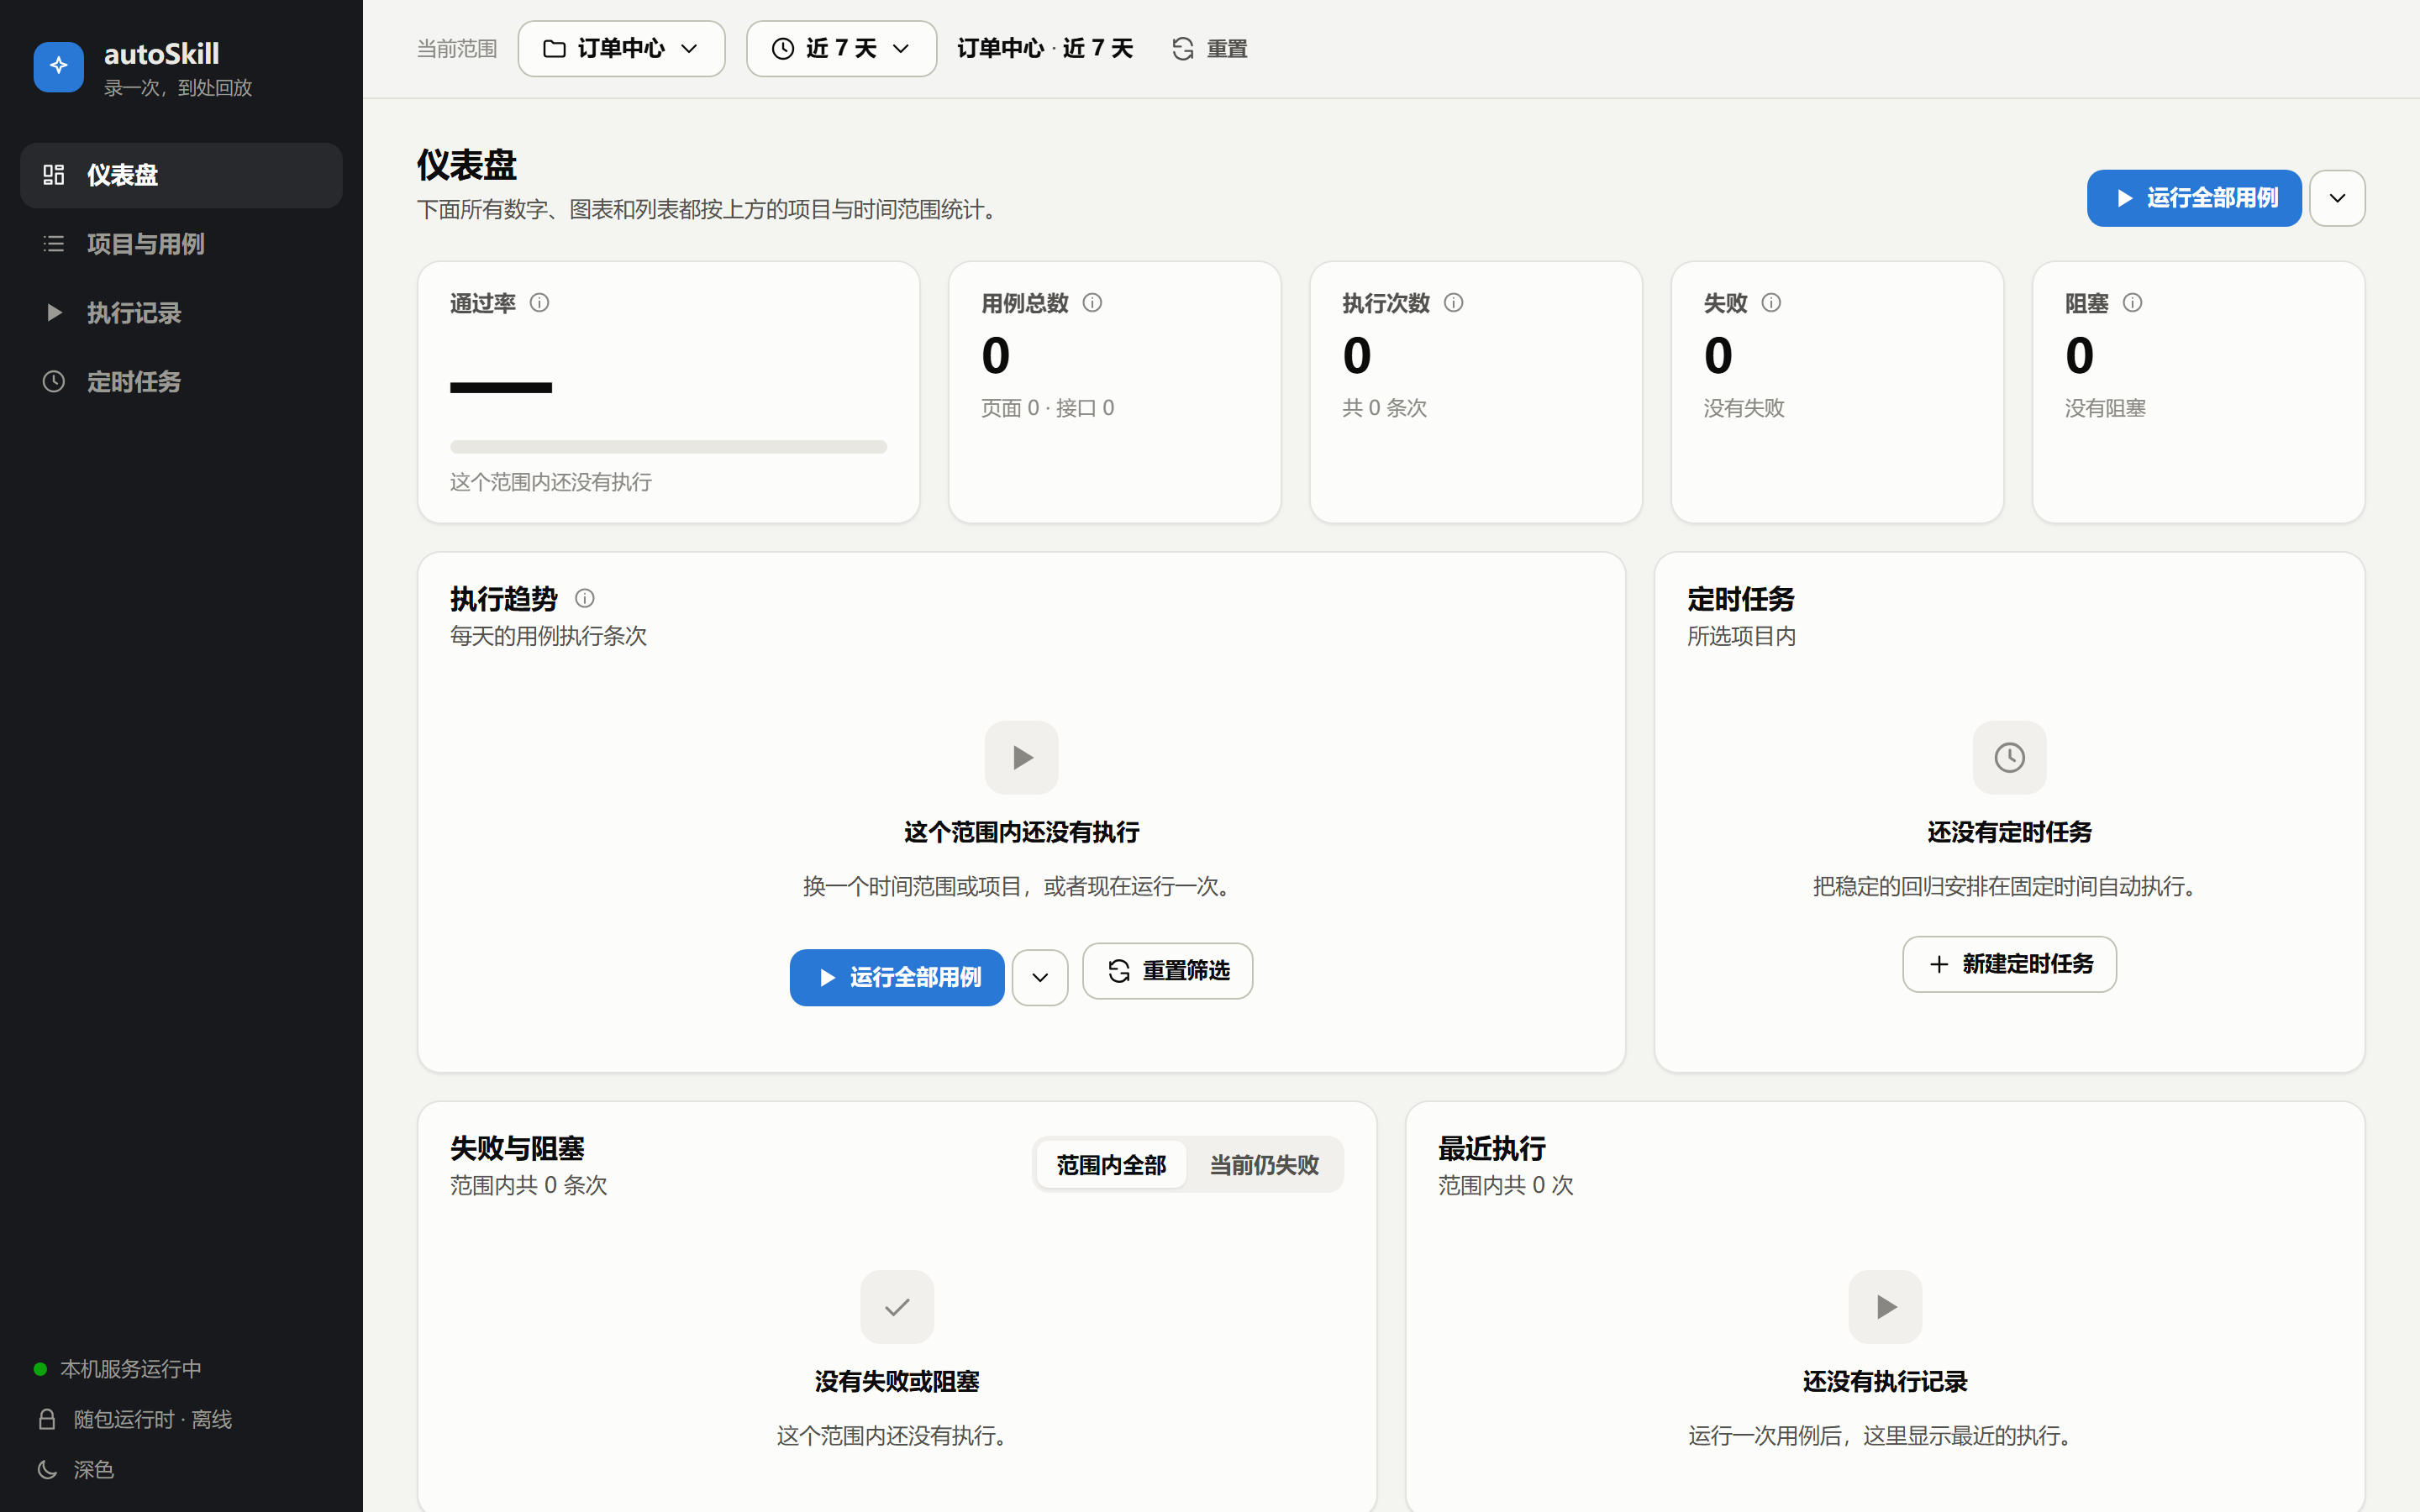 autoSkill
录一次，到处回放
仪表盘
项目与用例
执行记录
定时任务
本机服务运行中
随包运行时 · 离线
深色
当前范围
订单中心
近 7 天
订单中心 · 近 7 天
重置
仪表盘
下面所有数字、图表和列表都按上方的项目与时间范围统计。
运行全部用例
通过率
—
这个范围内还没有执行
用例总数
0
页面 0 · 接口 0
执行次数
0
共 0 条次
失败
0
没有失败
阻塞
0
没有阻塞
执行趋势
每天的用例执行条次
这个范围内还没有执行
换一个时间范围或项目，或者现在运行一次。
运行全部用例
重置筛选
定时任务
所选项目内
还没有定时任务
把稳定的回归安排在固定时间自动执行。
新建定时任务
失败与阻塞
范围内共 0 条次
范围内全部
当前仍失败
没有失败或阻塞
这个范围内还没有执行。
最近执行
范围内共 0 次
还没有执行记录
运行一次用例后，这里显示最近的执行。